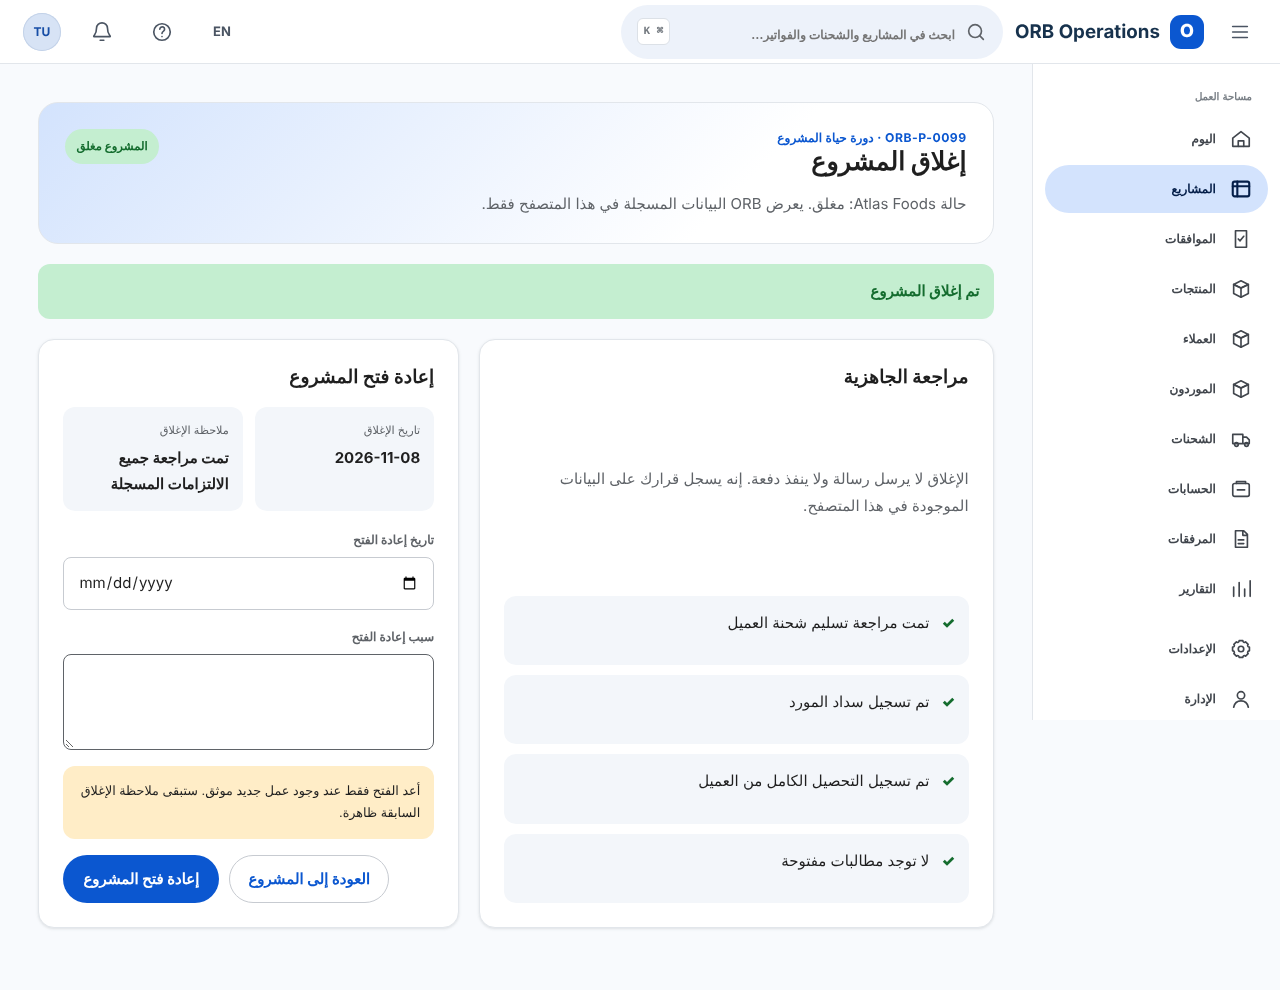 O
ORB Operations
ابحث في المشاريع والشحنات والفواتير...
⌘ K
EN
TU
مساحة العمل
اليوم
المشاريع
الموافقات
المنتجات
العملاء
الموردون
الشحنات
الحسابات
المرفقات
التقارير
الإعدادات
الإدارة
ORB-P-0099 · دورة حياة المشروع
إغلاق المشروع
المشروع مغلق
حالة Atlas Foods: مغلق. يعرض ORB البيانات المسجلة في هذا المتصفح فقط.
تم إغلاق المشروع
مراجعة الجاهزية
الإغلاق لا يرسل رسالة ولا ينفذ دفعة. إنه يسجل قرارك على البيانات
الموجودة في هذا المتصفح.
تمت مراجعة تسليم شحنة العميل
تم تسجيل سداد المورد
تم تسجيل التحصيل الكامل من العميل
لا توجد مطالبات مفتوحة
إعادة فتح المشروع
تاريخ الإغلاق
2026-11-08
ملاحظة الإغلاق
تمت مراجعة جميع
الالتزامات المسجلة
تاريخ إعادة الفتح
mm/dd/yyyy
سبب إعادة الفتح
أعد الفتح فقط عند وجود عمل جديد موثق. ستبقى ملاحظة الإغلاق
السابقة ظاهرة.
العودة إلى المشروع
إعادة فتح المشروع